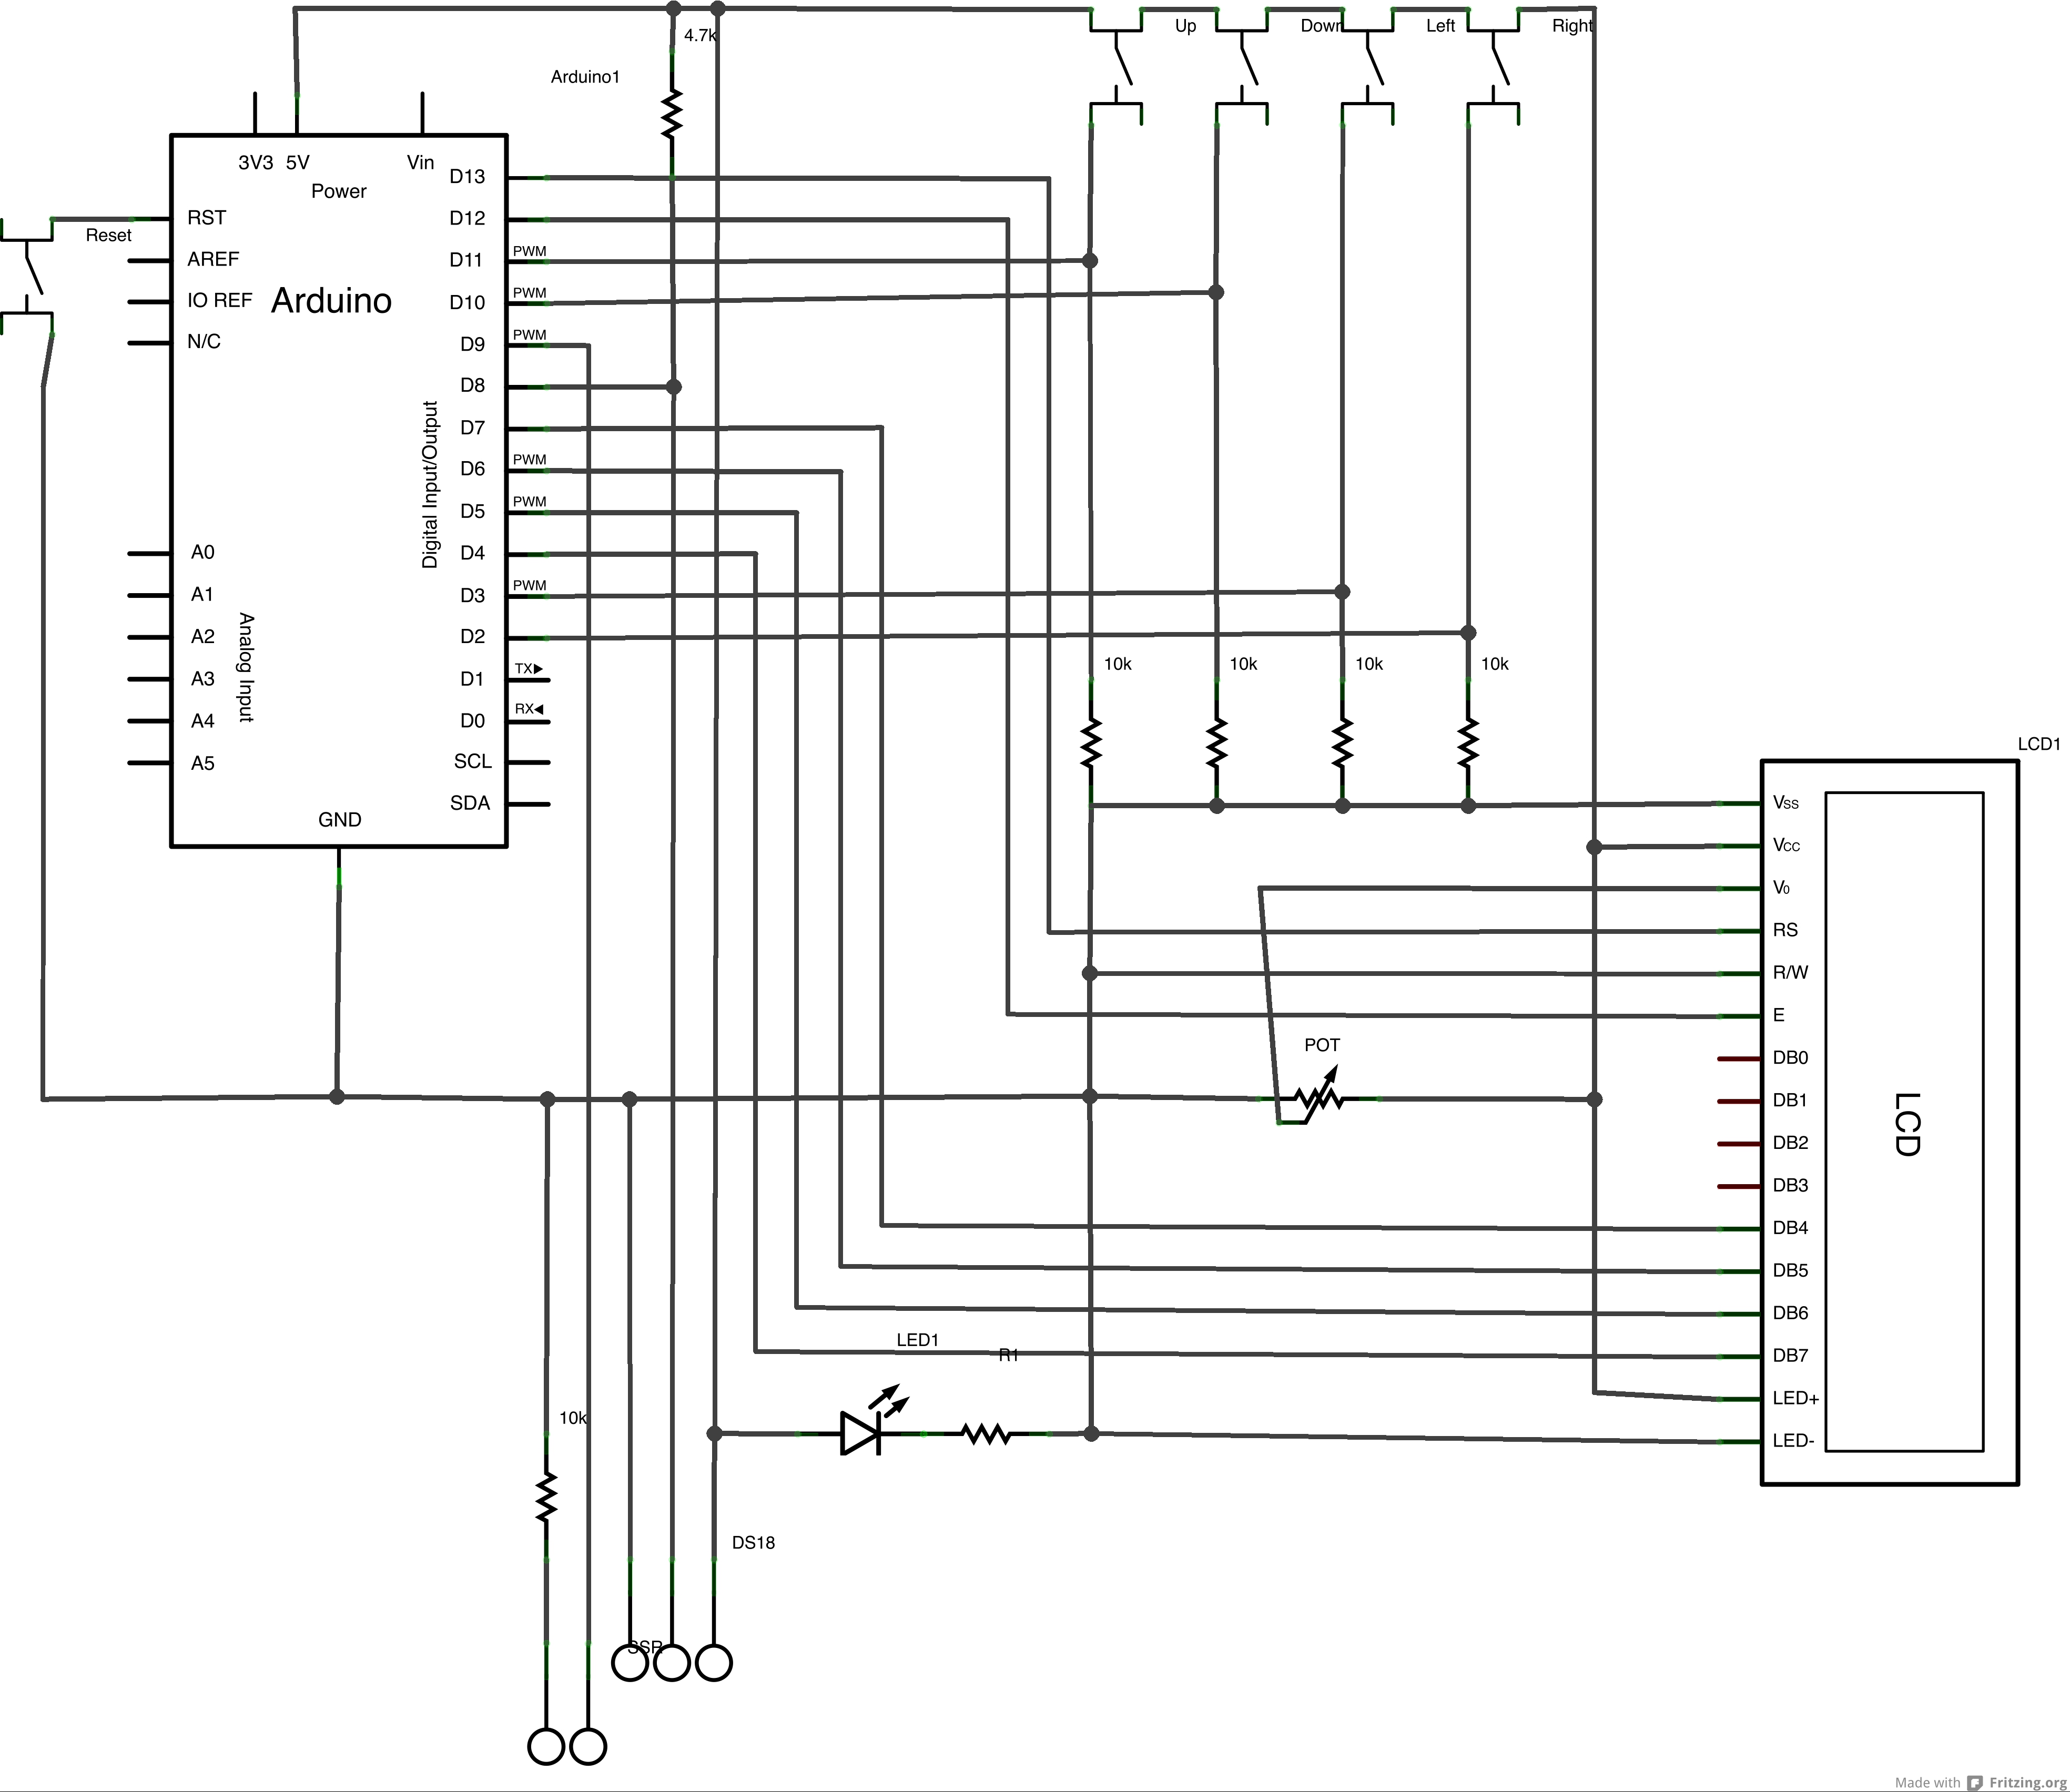 Up
Down
Left
Right
4.7k
Arduino1
3V3
5V
Vin
Power
Reset
RST
AREF
IO REF
N/C
Arduino
A0
A1
A2
A3
A4
A5
Analog Input
GND
Digital Input/Output
D13
D12
D11
PWM
D10
PWM
D9
PWM
D8
D7
D6
PWM
D5
PWM
D4
D3
PWM
D2
D1
TX
D0
RX
SCL
SDA
10k
10k
10k
10k
LCD1
Vss
Vcc
V0
RS
R/W
E
DB0
DB1
DB2
DB3
DB4
DB5
DB6
DB7
LED+
LED-
LCD
POT
LED1
R1
10k
DS18
SSR
Made with Fritzing.org